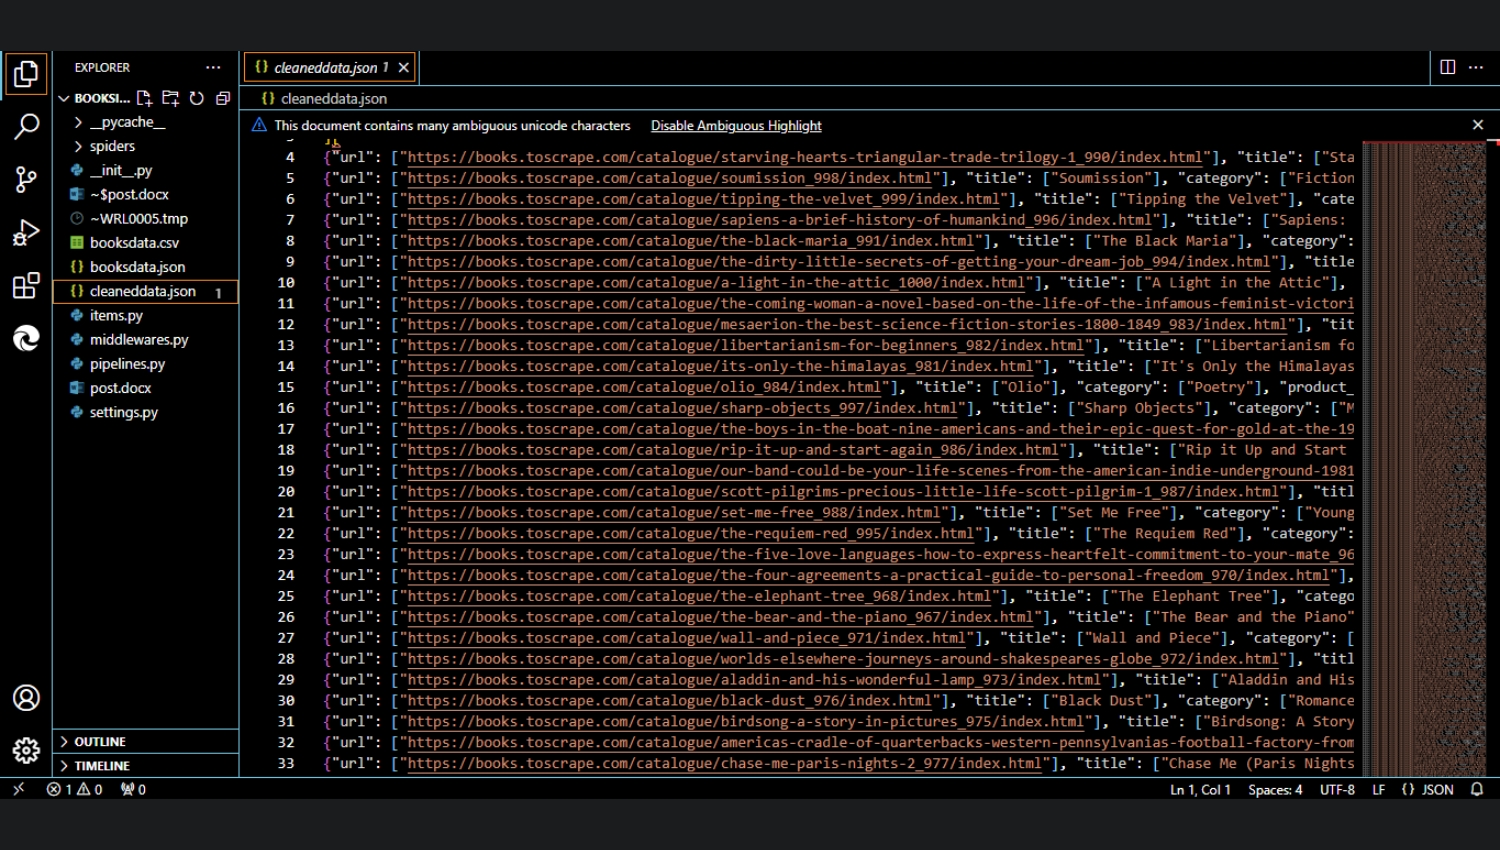 EXPLORER ···
BOOKSI...
__pycache__
spiders
__init__.py
~$post.docx
~WRL0005.tmp
booksdata.csv
booksdata.json
cleaneddata.json 1
items.py
middlewares.py
pipelines.py
post.docx
settings.py
OUTLINE
TIMELINE
{} cleaneddata.json 1 ×
{} cleaneddata.json
This document contains many ambiguous unicode characters Disable Ambiguous Highlight
4 {"url": ["https://books.toscrape.com/catalogue/starving-hearts-triangular-trade-trilogy-1_990/index.html"], "title": ["Sta
5 {"url": ["https://books.toscrape.com/catalogue/soumission_998/index.html"], "title": ["Soumission"], "category": ["Fiction
6 {"url": ["https://books.toscrape.com/catalogue/tipping-the-velvet_999/index.html"], "title": ["Tipping the Velvet"], "cate
7 {"url": ["https://books.toscrape.com/catalogue/sapiens-a-brief-history-of-humankind_996/index.html"], "title": ["Sapiens:
8 {"url": ["https://books.toscrape.com/catalogue/the-black-maria_991/index.html"], "title": ["The Black Maria"], "category":
9 {"url": ["https://books.toscrape.com/catalogue/the-dirty-little-secrets-of-getting-your-dream-job_994/index.html"], "title
10 {"url": ["https://books.toscrape.com/catalogue/a-light-in-the-attic_1000/index.html"], "title": ["A Light in the Attic"],
11 {"url": ["https://books.toscrape.com/catalogue/the-coming-woman-a-novel-based-on-the-life-of-the-infamous-feminist-victori
12 {"url": ["https://books.toscrape.com/catalogue/mesaerion-the-best-science-fiction-stories-1800-1849_983/index.html"], "tit
13 {"url": ["https://books.toscrape.com/catalogue/libertarianism-for-beginners_982/index.html"], "title": ["Libertarianism fo
14 {"url": ["https://books.toscrape.com/catalogue/its-only-the-himalayas_981/index.html"], "title": ["It's Only the Himalayas
15 {"url": ["https://books.toscrape.com/catalogue/olio_984/index.html"], "title": ["Olio"], "category": ["Poetry"], "product_
16 {"url": ["https://books.toscrape.com/catalogue/sharp-objects_997/index.html"], "title": ["Sharp Objects"], "category": ["M
17 {"url": ["https://books.toscrape.com/catalogue/the-boys-in-the-boat-nine-americans-and-their-epic-quest-for-gold-at-the-19
18 {"url": ["https://books.toscrape.com/catalogue/rip-it-up-and-start-again_986/index.html"], "title": ["Rip it Up and Start
19 {"url": ["https://books.toscrape.com/catalogue/our-band-could-be-your-life-scenes-from-the-american-indie-underground-1981
20 {"url": ["https://books.toscrape.com/catalogue/scott-pilgrims-precious-little-life-scott-pilgrim-1_987/index.html"], "titl
21 {"url": ["https://books.toscrape.com/catalogue/set-me-free_988/index.html"], "title": ["Set Me Free"], "category": ["Young
22 {"url": ["https://books.toscrape.com/catalogue/the-requiem-red_995/index.html"], "title": ["The Requiem Red"], "category":
23 {"url": ["https://books.toscrape.com/catalogue/the-five-love-languages-how-to-express-heartfelt-commitment-to-your-mate_96
24 {"url": ["https://books.toscrape.com/catalogue/the-four-agreements-a-practical-guide-to-personal-freedom_970/index.html"],
25 {"url": ["https://books.toscrape.com/catalogue/the-elephant-tree_968/index.html"], "title": ["The Elephant Tree"], "catego
26 {"url": ["https://books.toscrape.com/catalogue/the-bear-and-the-piano_967/index.html"], "title": ["The Bear and the Piano"
27 {"url": ["https://books.toscrape.com/catalogue/wall-and-piece_971/index.html"], "title": ["Wall and Piece"], "category": [
28 {"url": ["https://books.toscrape.com/catalogue/worlds-elsewhere-journeys-around-shakespeares-globe_972/index.html"], "titl
29 {"url": ["https://books.toscrape.com/catalogue/aladdin-and-his-wonderful-lamp_973/index.html"], "title": ["Aladdin and His
30 {"url": ["https://books.toscrape.com/catalogue/black-dust_976/index.html"], "title": ["Black Dust"], "category": ["Romance
31 {"url": ["https://books.toscrape.com/catalogue/birdsong-a-story-in-pictures_975/index.html"], "title": ["Birdsong: A Story
32 {"url": ["https://books.toscrape.com/catalogue/americas-cradle-of-quarterbacks-western-pennsylvanias-football-factory-from
33 {"url": ["https://books.toscrape.com/catalogue/chase-me-paris-nights-2_977/index.html"], "title": ["Chase Me (Paris Nights
1 0 0 Ln 1, Col 1 Spaces: 4 UTF-8 LF {} JSON